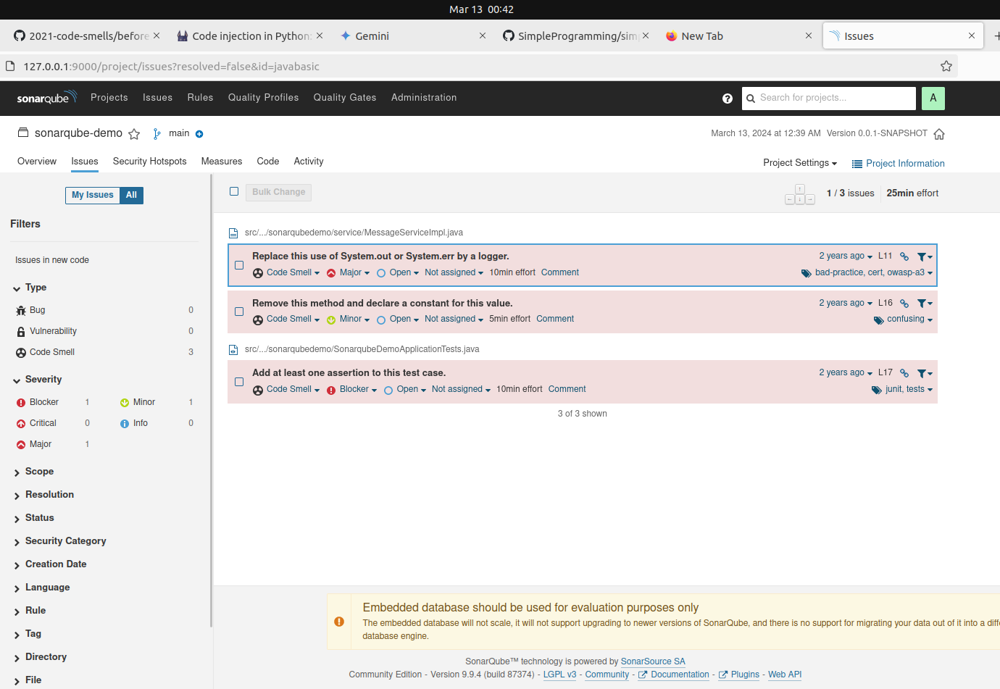 Mar 13 00:42
2021-code-smells/before
Code injection in Python:
Gemini
SimpleProgramming/sim
New Tab
Issues
127.0.0.1:9000/project/issues?resolved=false&id=javabasic
sonarqube Projects Issues Rules Quality Profiles Quality Gates Administration ? Search for projects... A
sonarqube-demo main March 13, 2024 at 12:39 AM Version 0.0.1-SNAPSHOT
Overview Issues Security Hotspots Measures Code Activity Project Settings Project Information
My Issues All
Filters
Issues in new code
Type
Bug 0
Vulnerability 0
Code Smell 3
Severity
Blocker 1 Minor 1
Critical 0 Info 0
Major 1
Scope
Resolution
Status
Security Category
Creation Date
Language
Rule
Tag
Directory
File
Bulk Change 1 / 3 issues 25min effort
src/.../sonarqubedemo/service/MessageServiceImpl.java
Replace this use of System.out or System.err by a logger. 2 years ago L11
Code Smell Major Open Not assigned 10min effort Comment bad-practice, cert, owasp-a3
Remove this method and declare a constant for this value. 2 years ago L16
Code Smell Minor Open Not assigned 5min effort Comment confusing
src/.../sonarqubedemo/SonarqubeDemoApplicationTests.java
Add at least one assertion to this test case. 2 years ago L17
Code Smell Blocker Open Not assigned 10min effort Comment junit, tests
3 of 3 shown
Embedded database should be used for evaluation purposes only
The embedded database will not scale, it will not support upgrading to newer versions of SonarQube, and there is no support for migrating your data out of it into a diffe
database engine.
SonarQube™ technology is powered by SonarSource SA
Community Edition - Version 9.9.4 (build 87374) - LGPL v3 - Community - Documentation - Plugins - Web API